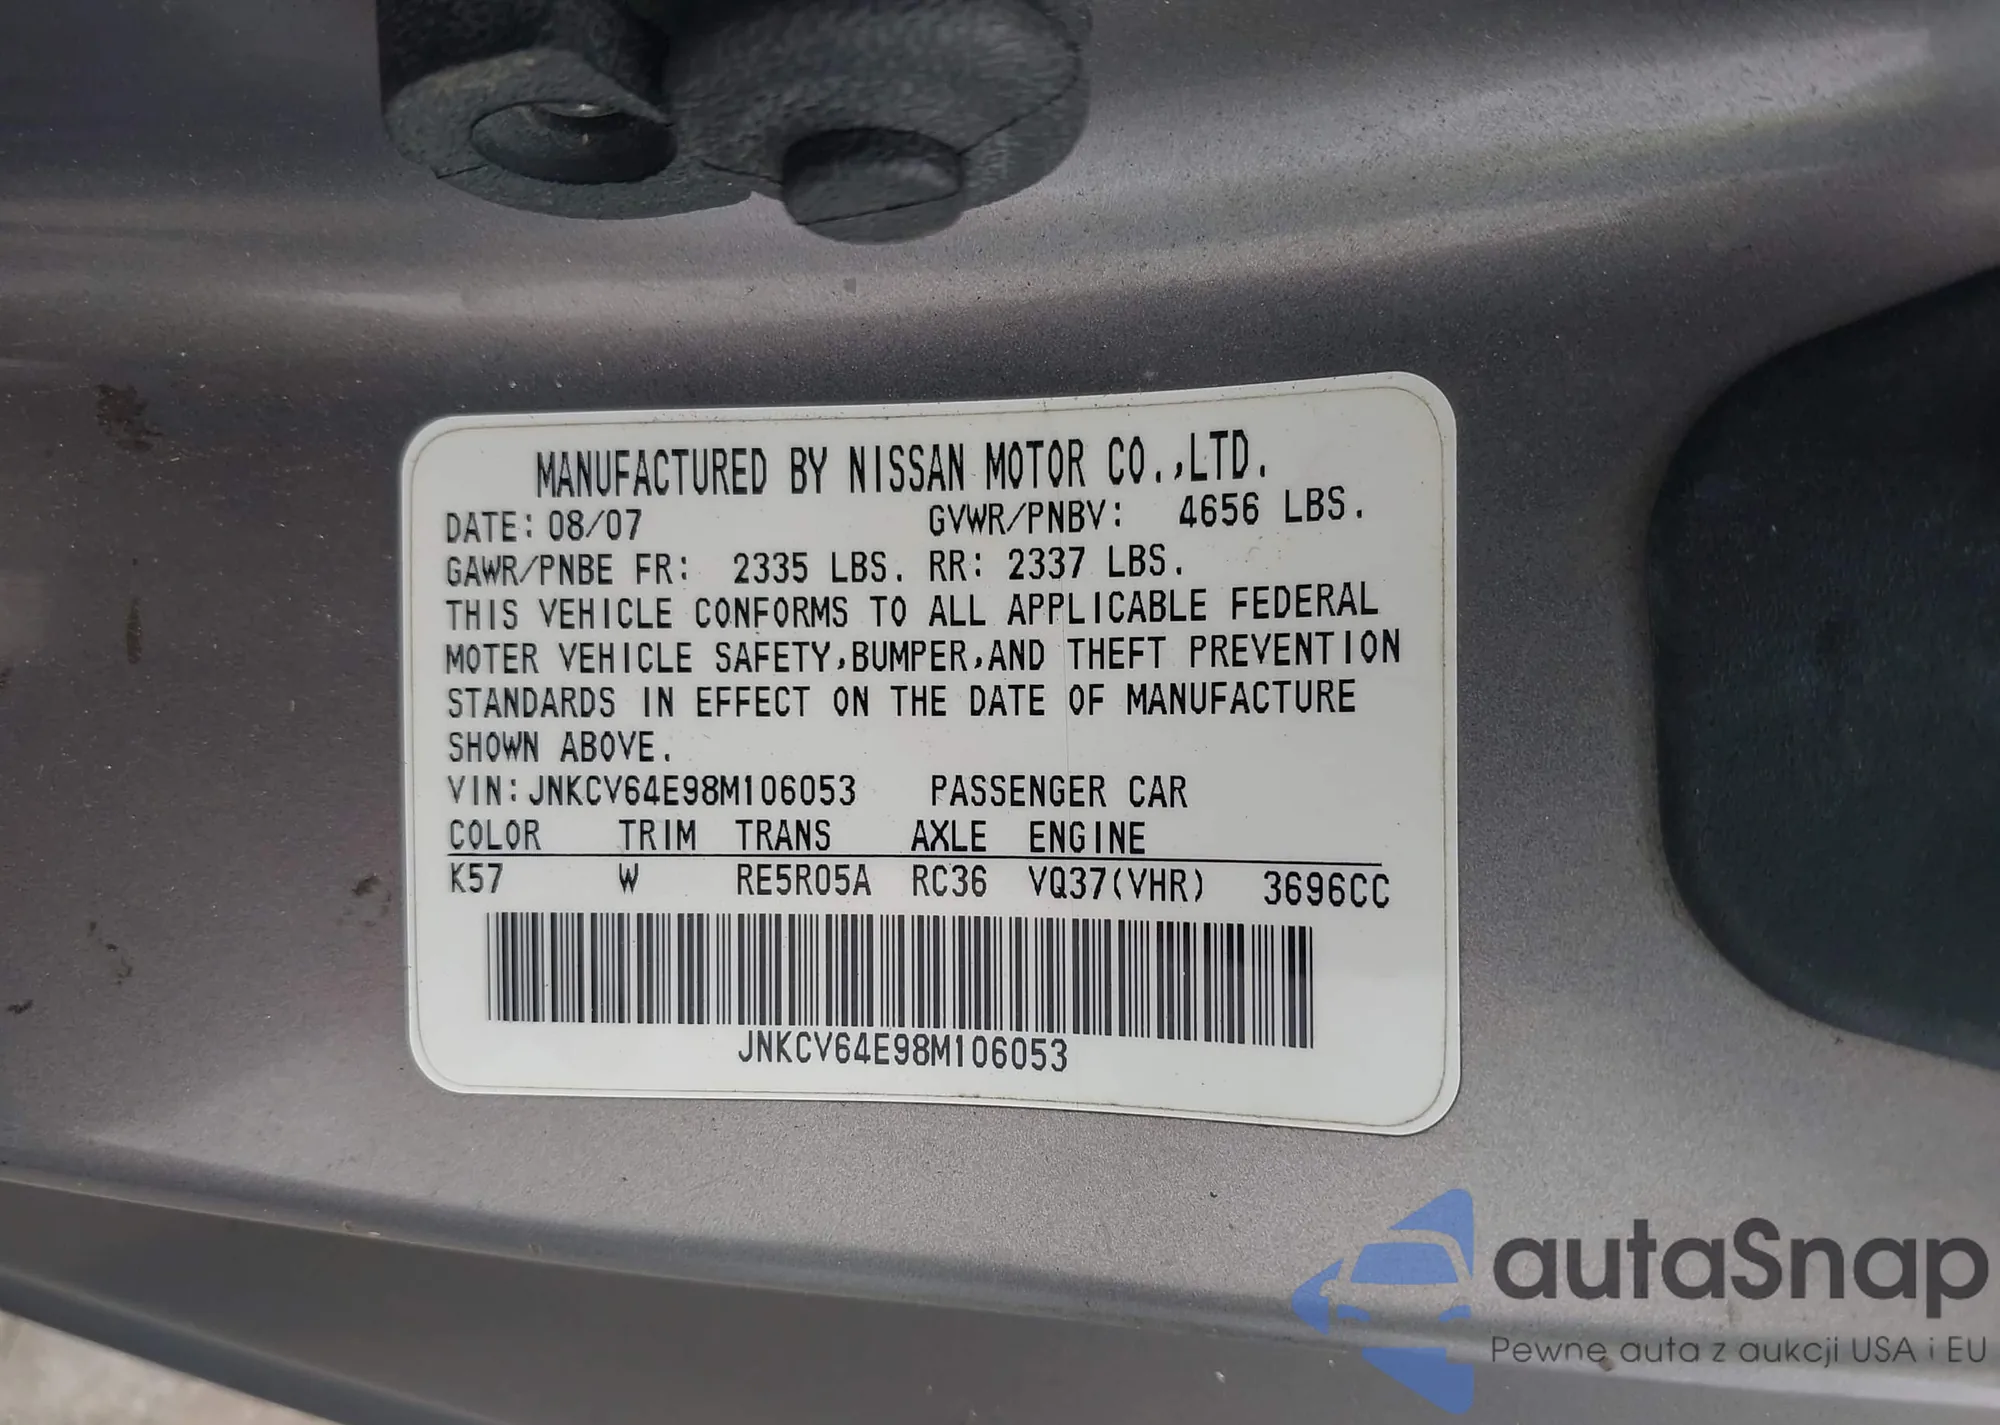 MANUFACTURED BY NISSAN MOTOR CO.,LTD.
DATE: 08/07 GVWR/PNBV: 4656 LBS.
GAWR/PNBE FR: 2335 LBS. RR: 2337 LBS.
THIS VEHICLE CONFORMS TO ALL APPLICABLE FEDERAL
MOTER VEHICLE SAFETY,BUMPER,AND THEFT PREVENTION
STANDARDS IN EFFECT ON THE DATE OF MANUFACTURE
SHOWN ABOVE.
VIN: JNKCV64E98M106053 PASSENGER CAR
COLOR TRIM TRANS AXLE ENGINE
K57 W RE5R05A RC36 VQ37(VHR) 3696CC
JNKCV64E98M106053
autaSnap
Pewne auta z aukcji USA i EU